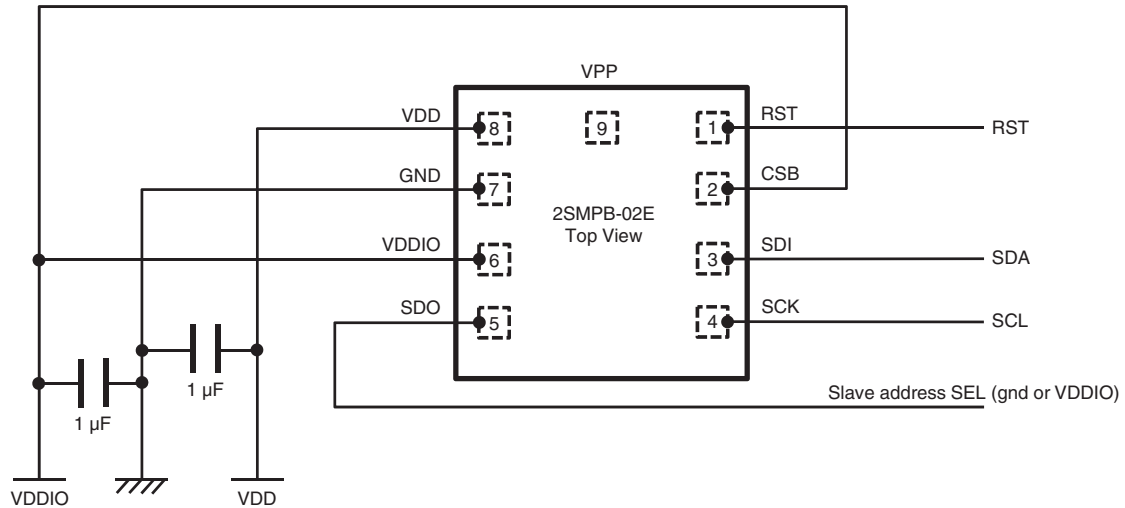 VPP
VDD
8
9
1
RST
RST
GND
7
2
CSB
2SMPB-02E
Top View
VDDIO
6
3
SDI
SDA
SDO
5
4
SCK
SCL
1 µF
1 µF
Slave address SEL (gnd or VDDIO)
VDDIO
VDD